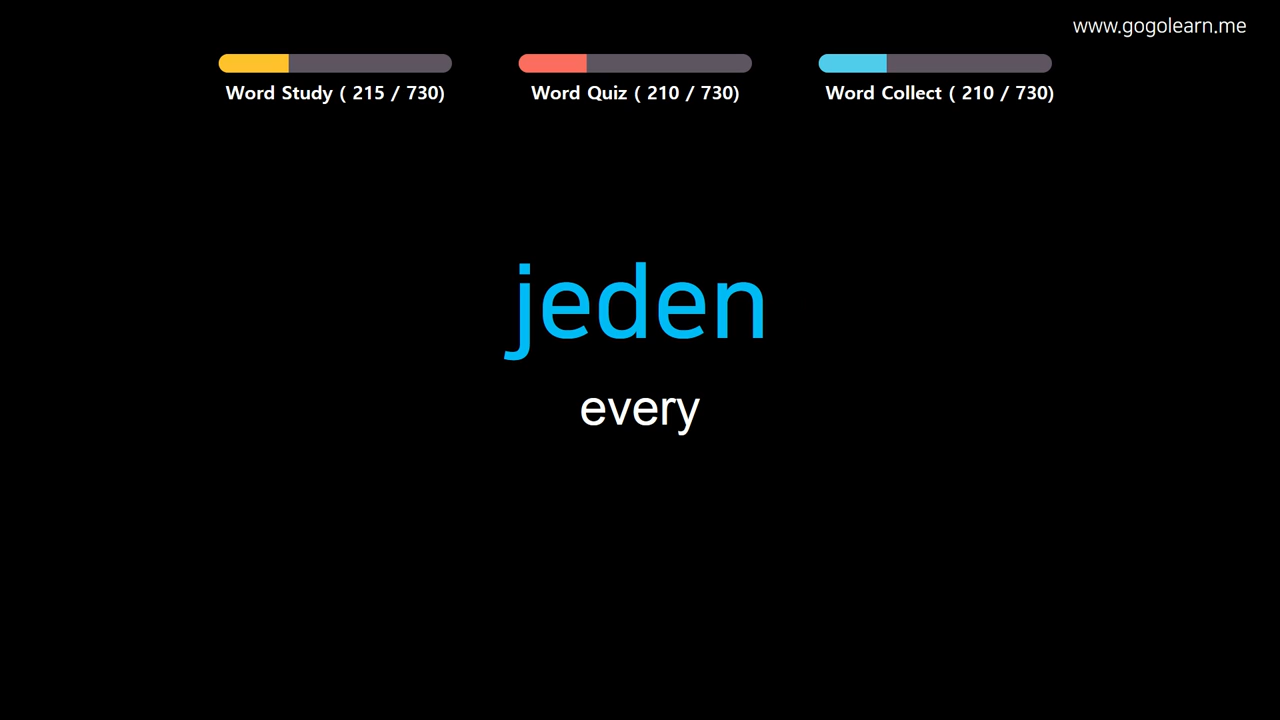 www.gogolearn.me
Word Study ( 215 / 730)
Word Quiz ( 210 / 730)
Word Collect ( 210 / 730)
jeden
every